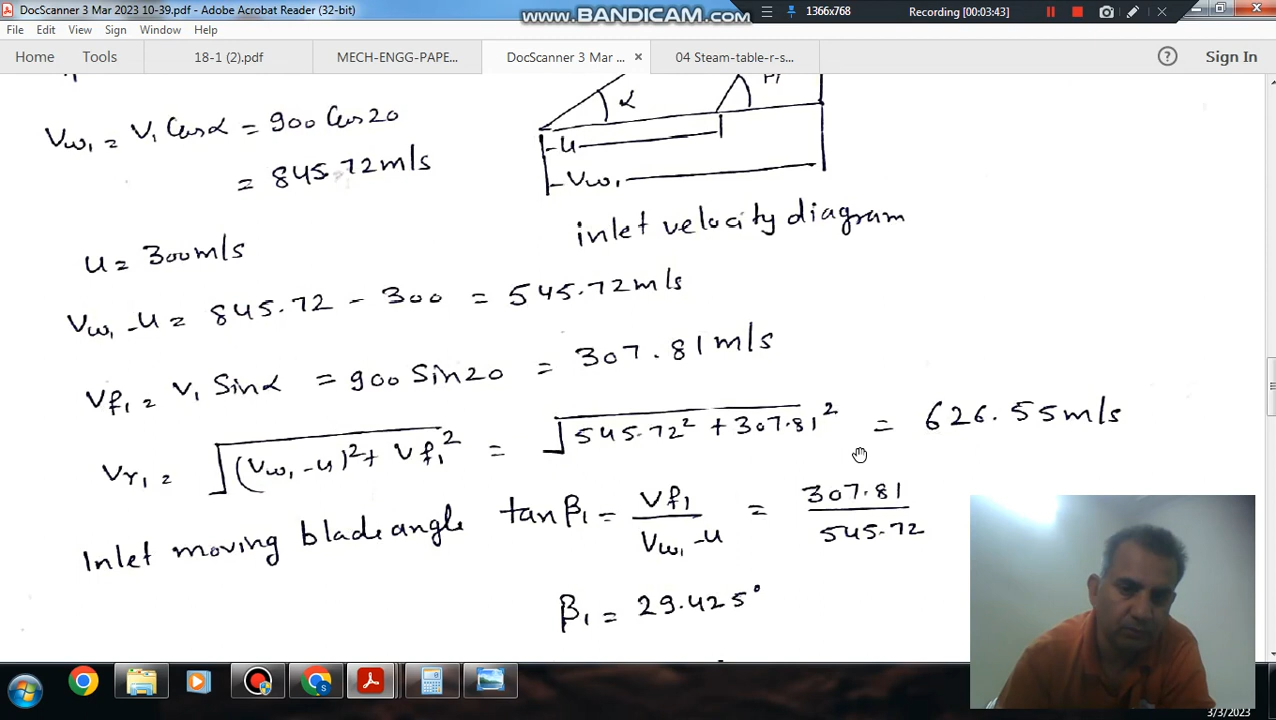 DocScanner 3 Mar 2023 10-39.pdf - Adobe Acrobat Reader (32-bit)
www.BANDICAM.com
1366x768
Recording [00:03:43]
File Edit View Sign Window Help
Home Tools 18-1 (2).pdf MECH-ENGG-PAPE... DocScanner 3 Mar ... × 04 Steam-table-r-s... Sign In
Vw₁ = V₁ Cosα = 900 Cos20
= 845.72 m/s
α
β₁
u
Vw₁
inlet velocity diagram
u = 300 m/s
Vw₁ - u = 845.72 - 300 = 545.72 m/s
Vf₁ = V₁ Sinα = 900 Sin20 = 307.81 m/s
Vr₁ = √(Vw₁ - u)² + Vf₁² = √545.72² + 307.81² = 626.55 m/s
Inlet moving blade angle tanβ₁ = Vf₁ / Vw₁ - u = 307.81 / 545.72
β₁ = 29.425°
3/3/2023